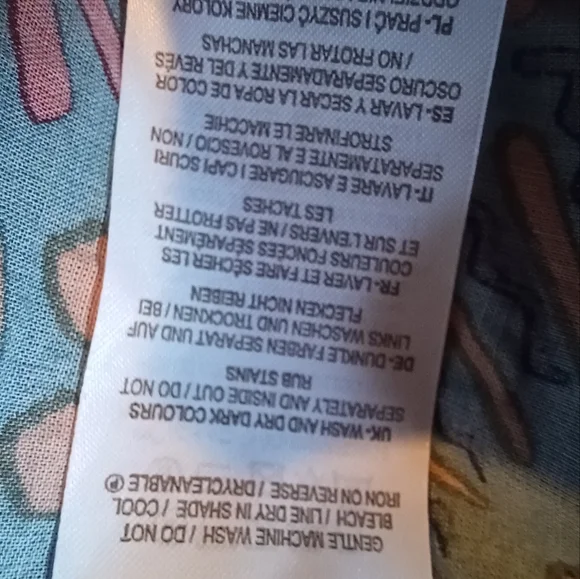 GENTLE MACHINE WASH / DO NOT
BLEACH / LINE DRY IN SHADE / COOL
IRON ON REVERSE / DRYCLEANABLE Ⓟ
UK- WASH AND DRY DARK COLOURS
SEPARATELY AND INSIDE OUT / DO NOT
RUB STAINS
DE- DUNKLE FARBEN SEPARAT UND AUF
LINKS WASCHEN UND TROCKNEN / BEI
FLECKEN NICHT REIBEN
FR- LAVER ET FAIRE SÉCHER LES
COULEURS FONCÉES SÉPARÉMENT
ET SUR L'ENVERS / NE PAS FROTTER
LES TACHES
IT- LAVARE E ASCIUGARE I CAPI SCURI
SEPARATAMENTE E AL ROVESCIO / NON
STROFINARE LE MACCHIE
ES- LAVAR Y SECAR LA ROPA DE COLOR
OSCURO SEPARADAMENTE Y DEL REVÉS
/ NO FROTAR LAS MANCHAS
PL- PRAĆ I SUSZYĆ CIEMNE KOLORY